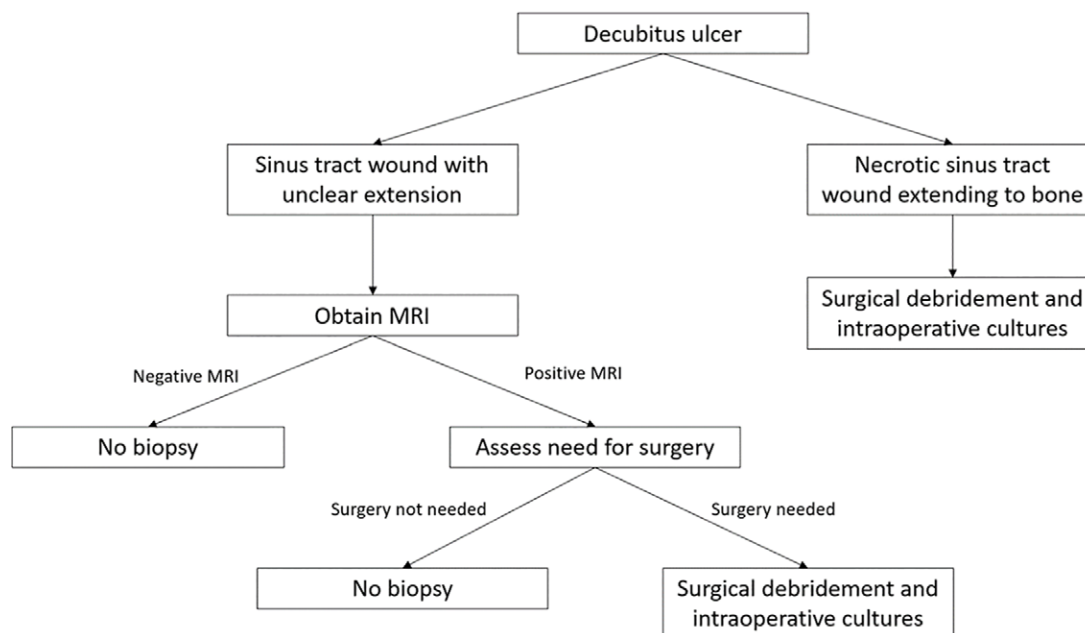 Decubitus ulcer
Sinus tract wound with
unclear extension
Necrotic sinus tract
wound extending to bone
Obtain MRI
Surgical debridement and
intraoperative cultures
Negative MRI
Positive MRI
No biopsy
Assess need for surgery
Surgery not needed
Surgery needed
No biopsy
Surgical debridement and
intraoperative cultures